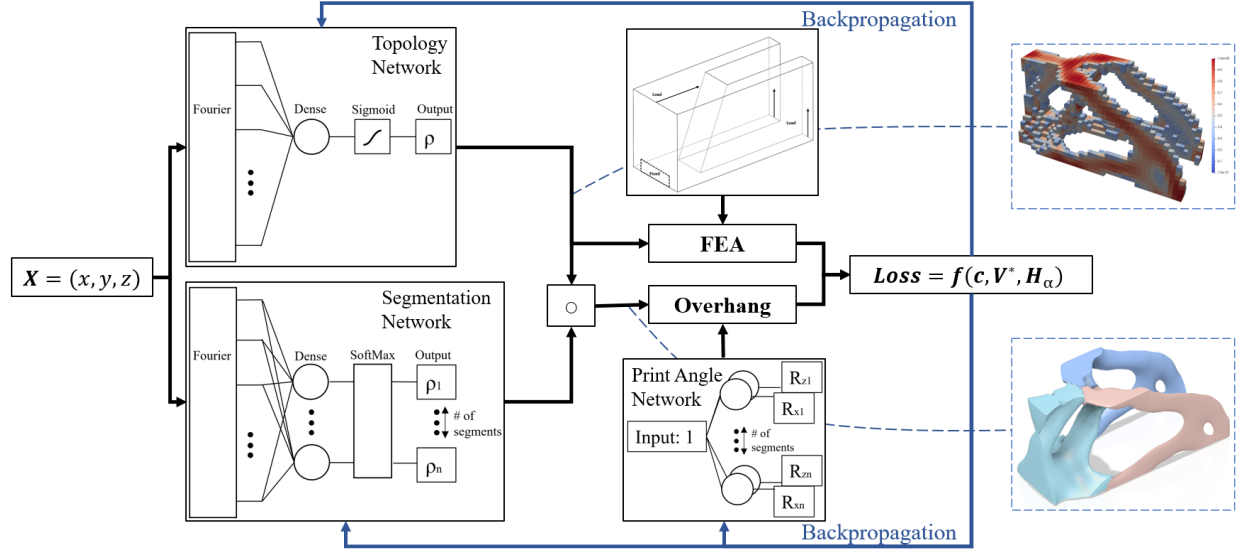 Backpropagation
Topology
Network
Fourier
Dense
Sigmoid
Output
ρ
Load
Load
Fixed
X = (x, y, z)
FEA
Overhang
Loss = f(c, V*, Hα)
Segmentation
Network
Fourier
Dense
SoftMax
Output
ρ1
# of
segments
ρn
Print Angle
Network
Input: 1
Rz1
Rx1
# of
segments
Rzn
Rxn
Backpropagation